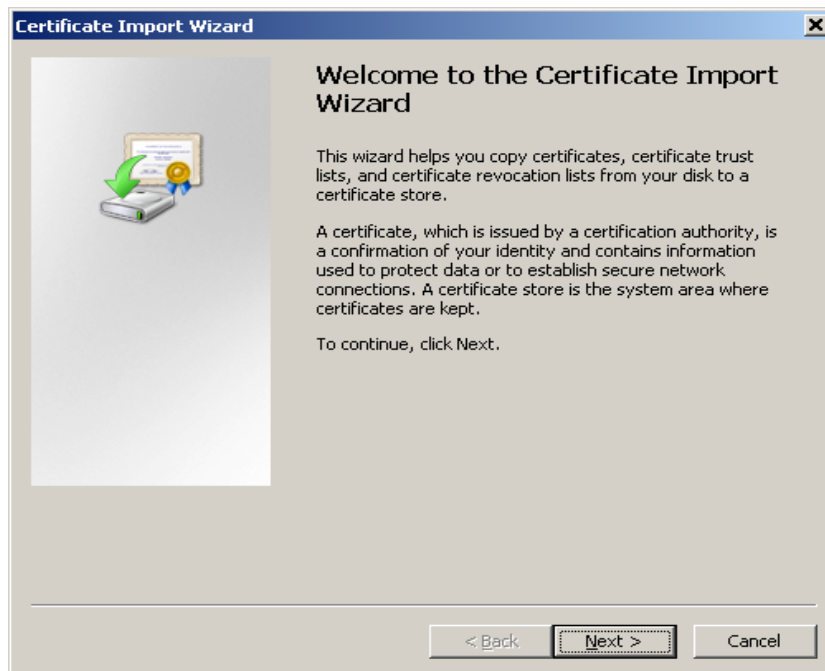 Certificate Import Wizard
Welcome to the Certificate Import
Wizard
This wizard helps you copy certificates, certificate trust
lists, and certificate revocation lists from your disk to a
certificate store.
A certificate, which is issued by a certification authority, is
a confirmation of your identity and contains information
used to protect data or to establish secure network
connections. A certificate store is the system area where
certificates are kept.
To continue, click Next.
< Back Next > Cancel